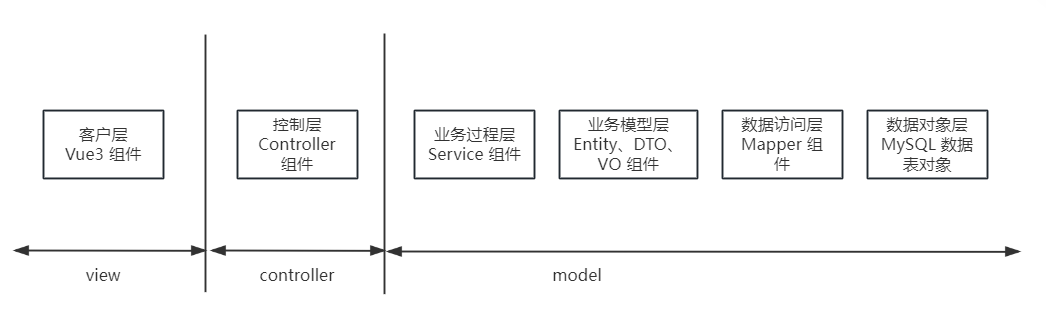 客户层
Vue3 组件
控制层
Controller
组件
业务过程层
Service 组件
业务模型层
Entity、DTO、
VO 组件
数据访问层
Mapper 组
件
数据对象层
MySQL 数据
表对象
view
controller
model